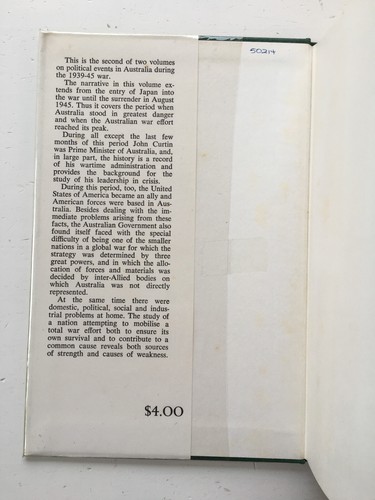 50214
This is the second of two volumes
on political events in Australia during
the 1939-45 war.
The narrative in this volume ex-
tends from the entry of Japan into
the war until the surrender in August
1945. Thus it covers the period when
Australia stood in greatest danger
and when the Australian war effort
reached its peak.
During all except the last few
months of this period John Curtin
was Prime Minister of Australia, and,
in large part, the history is a record
of his wartime administration and
provides the background for the
study of his leadership in crisis.
During this period, too, the United
States of America became an ally and
American forces were based in Aus-
tralia. Besides dealing with the im-
mediate problems arising from these
facts, the Australian Government also
found itself faced with the special
difficulty of being one of the smaller
nations in a global war for which the
strategy was determined by three
great powers, and in which the allo-
cation of forces and materials was
decided by inter-Allied bodies on
which Australia was not directly
represented.
At the same time there were
domestic, political, social and indus-
trial problems at home. The study of
a nation attempting to mobilise a
total war effort both to ensure its
own survival and to contribute to a
common cause reveals both sources
of strength and causes of weakness.
$4.00